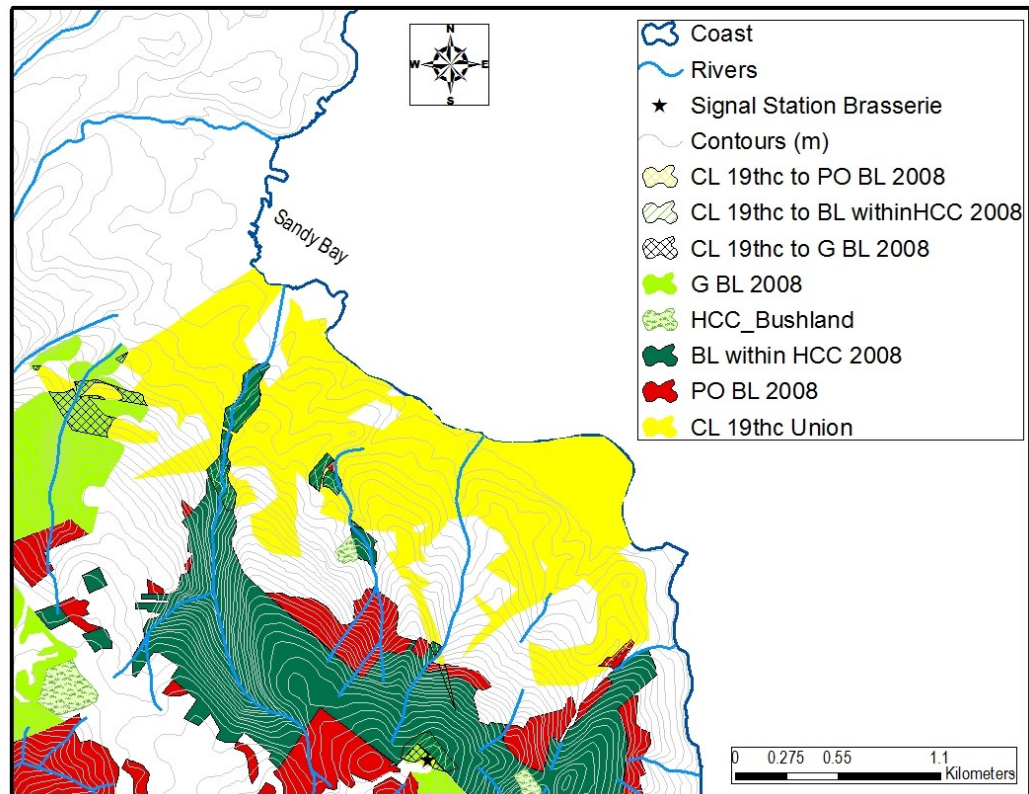 N
W
E
S
Sandy Bay
Coast
Rivers
Signal Station Brasserie
Contours (m)
CL 19thc to PO BL 2008
CL 19thc to BL withinHCC 2008
CL 19thc to G BL 2008
G BL 2008
HCC_Bushland
BL within HCC 2008
PO BL 2008
CL 19thc Union
0 0.275 0.55 1.1
Kilometers